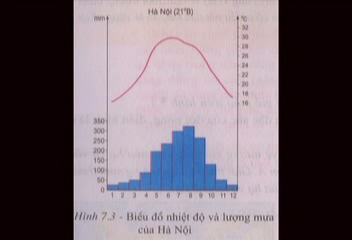 Hà Nội (21°B)
mm
°C
32
30
28
26
24
22
20
18
16
350
300
250
200
150
100
50
0
1 2 3 4 5 6 7 8 9 10 11 12
Hình 7.3 - Biểu đồ nhiệt độ và lượng mưa
của Hà Nội